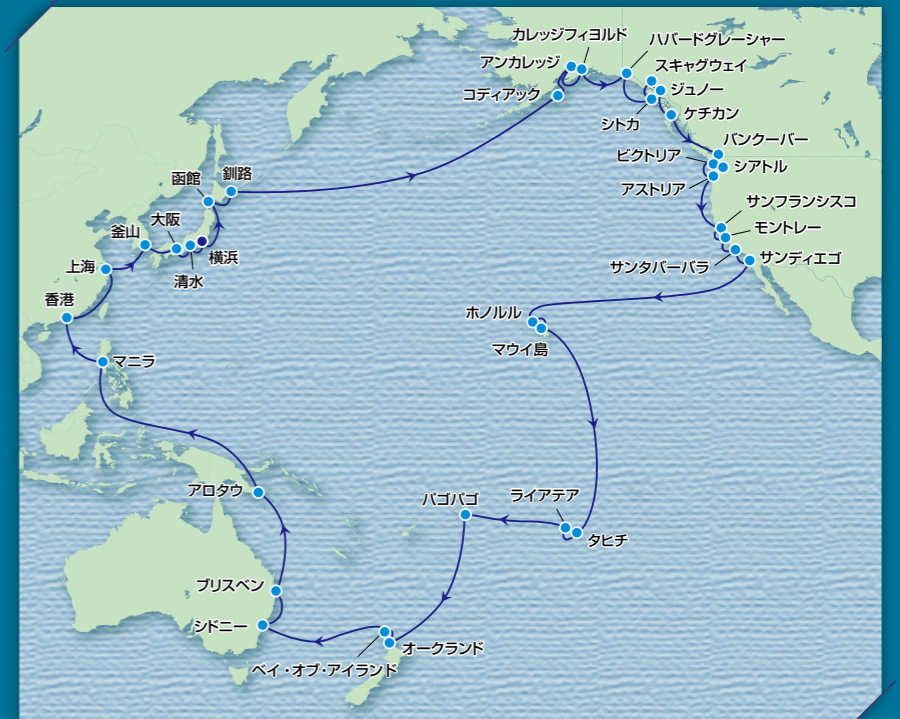 カレッジフィヨルド
アンカレッジ
ハバードグレーシャー
スキャグウェイ
コディアック
ジュノー
ケチカン
シトカ
バンクーバー
ビクトリア
シアトル
アストリア
釧路
函館
サンフランシスコ
大阪
モントレー
釜山
横浜
サンディエゴ
上海
サンタバーバラ
清水
香港
ホノルル
マウイ島
マニラ
アロタウ
パゴパゴ
ライアテア
タヒチ
ブリスベン
シドニー
オークランド
ベイ・オブ・アイランド